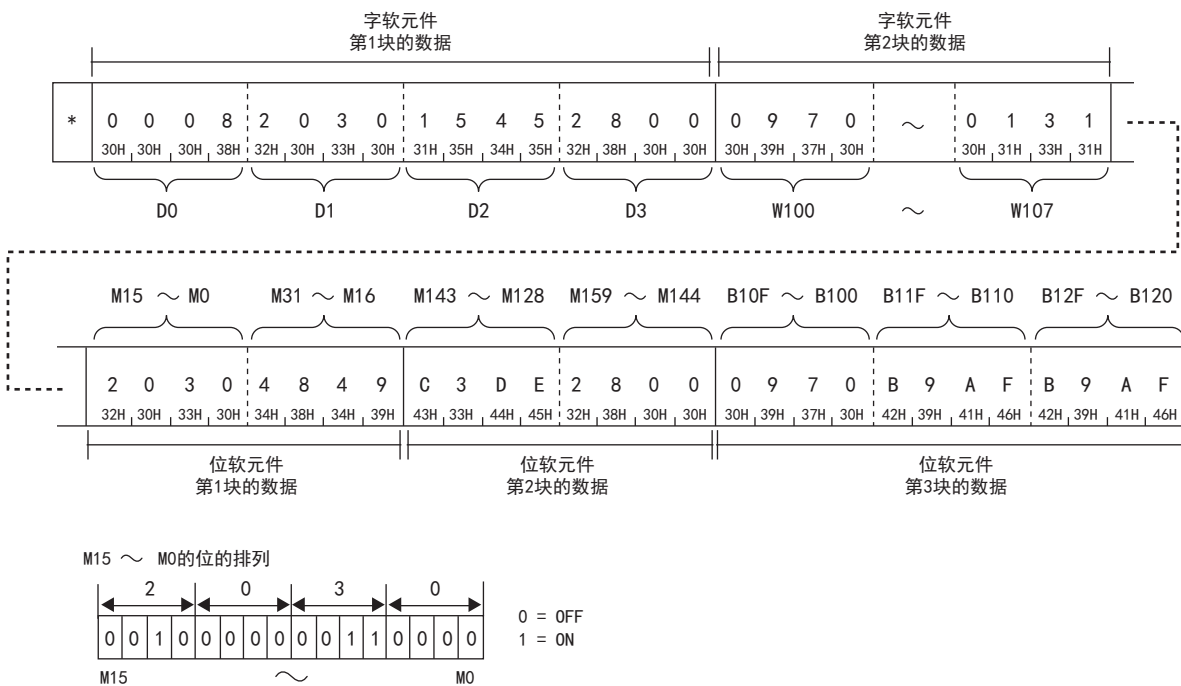 字软元件 字软元件
第1块的数据 第2块的数据
* 0 0 0 8 2 0 3 0 1 5 4 5 2 8 0 0 0 9 7 0 ～ 0 1 3 1
30H 30H 30H 38H 32H 30H 33H 30H 31H 35H 34H 35H 32H 38H 30H 30H 30H 39H 37H 30H 30H 31H 33H 31H
D0 D1 D2 D3 W100 ～ W107
M15 ～ M0 M31 ～ M16 M143 ～ M128 M159 ～ M144 B10F ～ B100 B11F ～ B110 B12F ～ B120
2 0 3 0 4 8 4 9 C 3 D E 2 8 0 0 0 9 7 0 B 9 A F B 9 A F
32H 30H 33H 30H 34H 38H 34H 39H 43H 33H 44H 45H 32H 38H 30H 30H 30H 39H 37H 30H 42H 39H 41H 46H 42H 39H 41H 46H
位软元件 位软元件 位软元件
第1块的数据 第2块的数据 第3块的数据
M15 ～ M0的位的排列
2 0 3 0
0 0 1 0 0 0 0 0 0 0 1 1 0 0 0 0
0 = OFF
1 = ON
M15 ～ M0